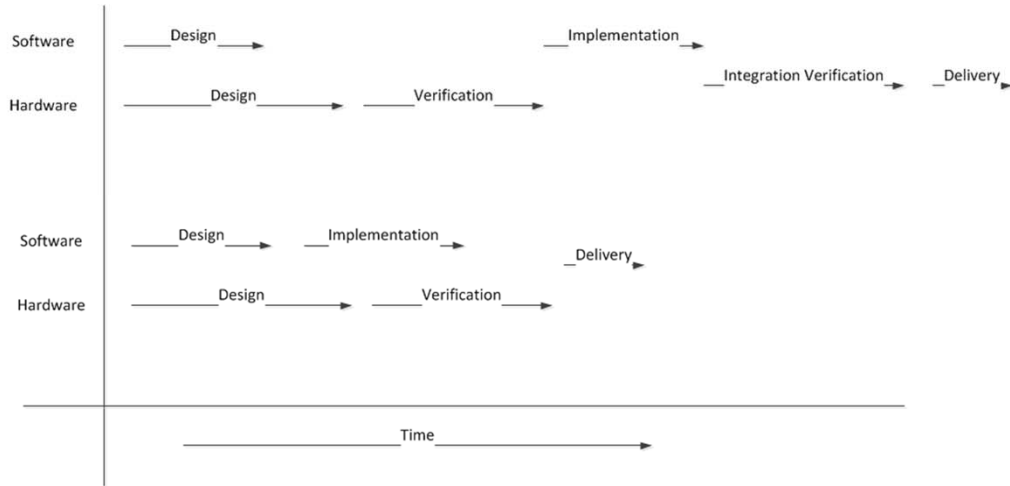 Software
Design
Implementation
Integration Verification
Delivery
Hardware
Design
Verification
Software
Design
Implementation
Delivery
Hardware
Design
Verification
Time